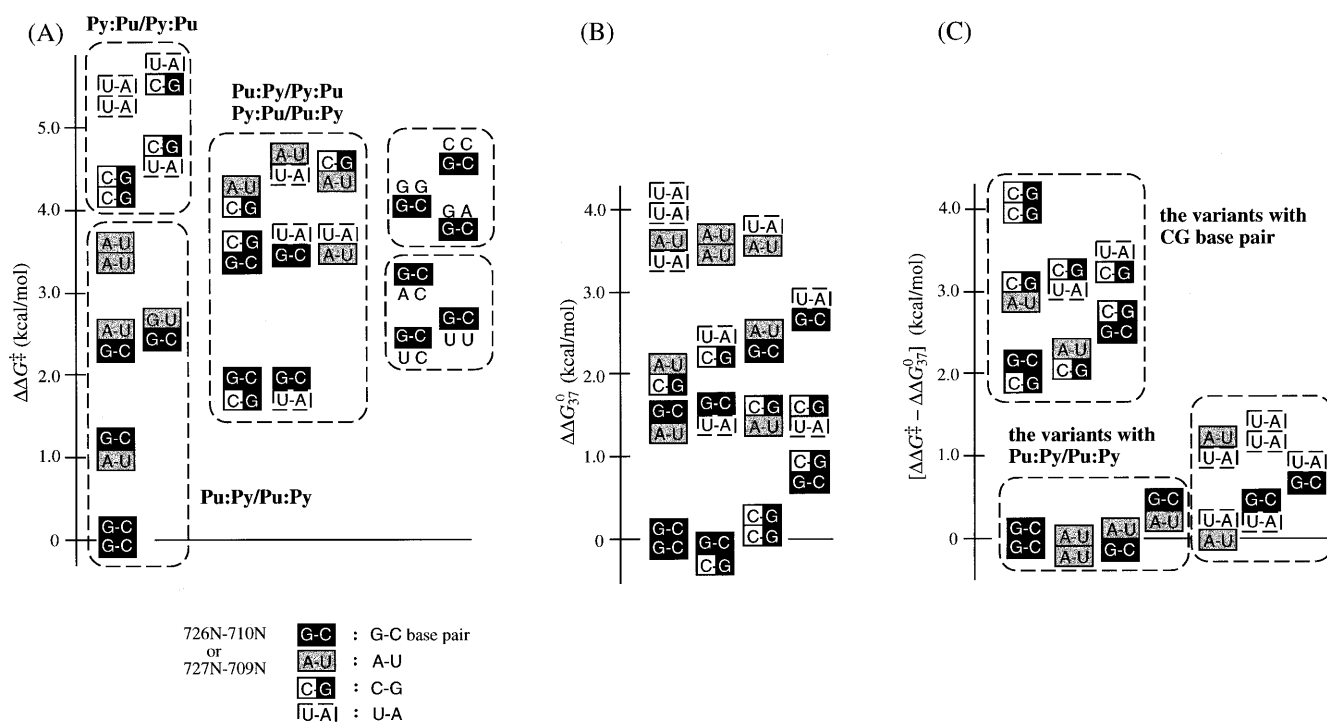 (A)
Py:Pu/Py:Pu
ΔΔG‡ (kcal/mol)
5.0
4.0
3.0
2.0
1.0
0
U-A
U-A
U-A
C-G
C-G
U-A
C-G
C-G
A-U
A-U
A-U
G-C
G-U
G-C
G-C
A-U
G-C
G-C
Pu:Py/Pu:Py
Pu:Py/Py:Pu
Py:Pu/Pu:Py
A-U
C-G
A-U
U-A
C-G
A-U
C-G
G-C
U-A
G-C
U-A
A-U
G-C
C-G
G-C
U-A
C C
G-C
G G
G-C
G A
G-C
G-C
A C
G-C
U C
G-C
U U
(B)
ΔΔG⁰37 (kcal/mol)
4.0
3.0
2.0
1.0
0
U-A
U-A
A-U
U-A
A-U
A-U
U-A
A-U
U-A
G-C
A-U
G-C
U-A
C-G
A-U
C-G
G-C
A-U
G-C
U-A
C-G
A-U
C-G
U-A
C-G
G-C
G-C
G-C
G-C
C-G
C-G
C-G
(C)
[ΔΔG‡ − ΔΔG⁰37] (kcal/mol)
4.0
3.0
2.0
1.0
0
C-G
C-G
C-G
A-U
C-G
U-A
U-A
C-G
C-G
G-C
G-C
C-G
A-U
C-G
the variants with
CG base pair
the variants with
Pu:Py/Pu:Py
G-C
G-C
A-U
A-U
A-U
G-C
G-C
A-U
A-U
U-A
U-A
U-A
U-A
G-C
G-C
U-A
U-A
A-U
726N-710N
or
727N-709N
G-C : G-C base pair
A-U : A-U
C-G : C-G
U-A : U-A